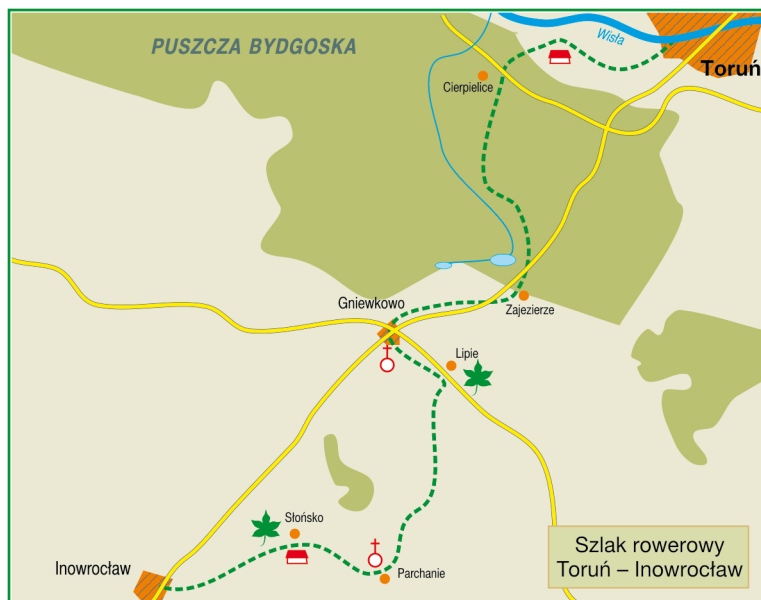 PUSZCZA BYDGOSKA
Wisła
Toruń
Cierpielice
Gniewkowo
Zajezierze
Lipie
Słońsko
Inowrocław
Parchanie
Szlak rowerowy
Toruń – Inowrocław